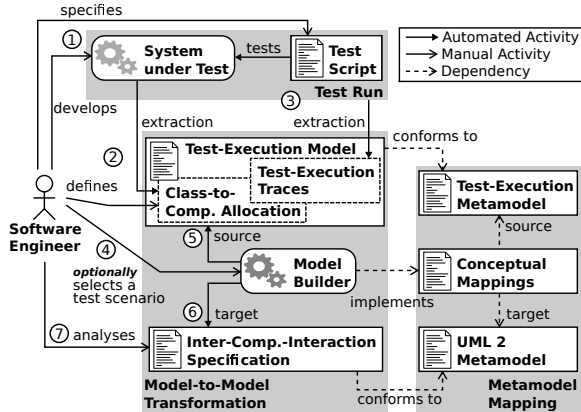 specifies
①
System
under Test
tests
Test
Script
Automated Activity
Manual Activity
Dependency
③
Test Run
develops
extraction
extraction
②
conforms to
Test-Execution Model
Test-Execution
Traces
defines
Class-to-
Comp. Allocation
Test-Execution
Metamodel
Software
Engineer
④
⑤
source
source
optionally
selects a
test scenario
Model
Builder
Conceptual
Mappings
implements
⑥
target
target
⑦
analyses
Inter-Comp.-Interaction
Specification
UML 2
Metamodel
Model-to-Model
Transformation
conforms to
Metamodel
Mapping